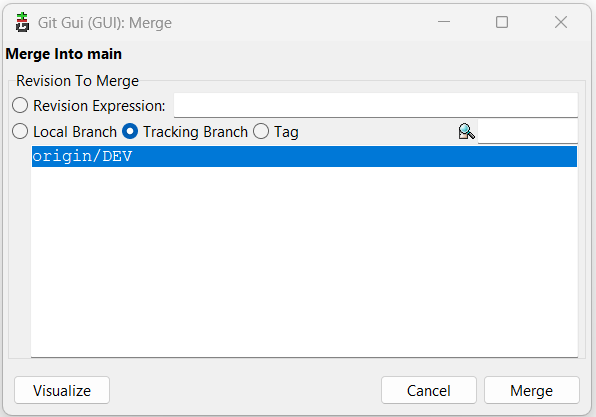 Git Gui (GUI): Merge
Merge Into main
Revision To Merge
Revision Expression:
Local Branch Tracking Branch Tag
origin/DEV
Visualize Cancel Merge